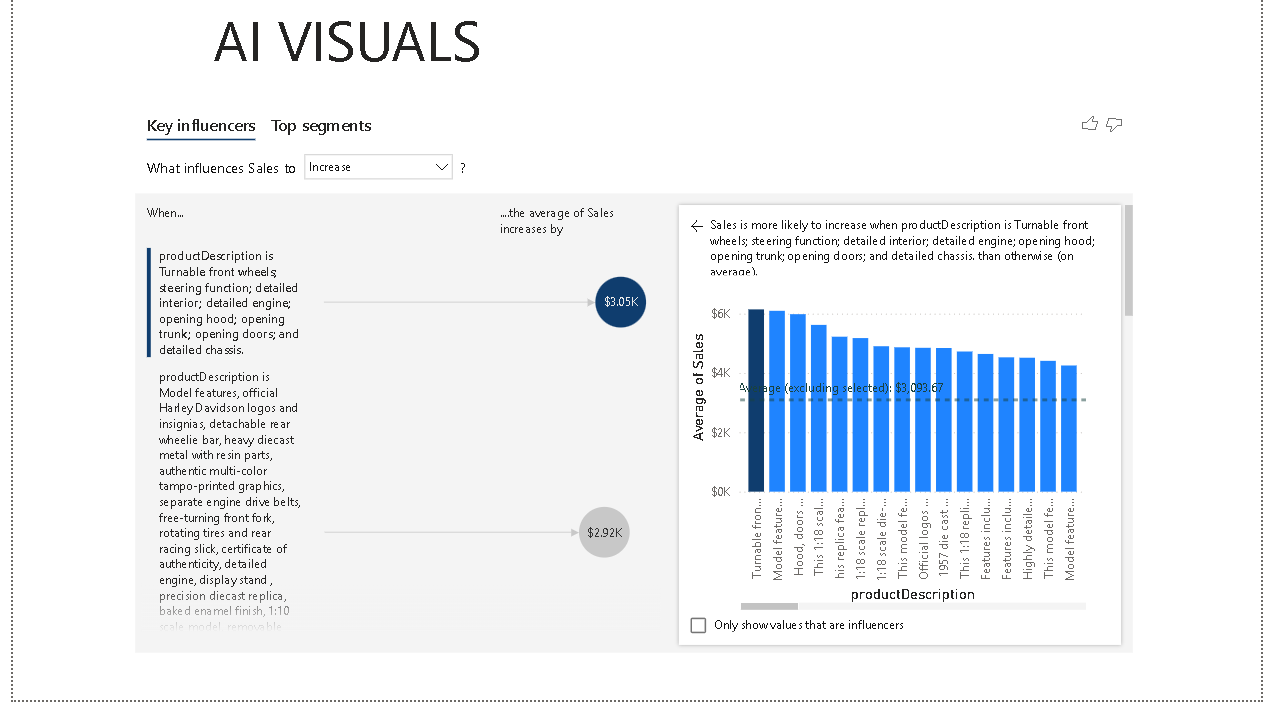 AI VISUALS
Key influencers
Top segments
What influences Sales to
Increase
?
When...
....the average of Sales
increases by
productDescription is
Turnable front wheels;
steering function; detailed
interior; detailed engine;
opening hood; opening
trunk; opening doors; and
detailed chassis.
$3.05K
productDescription is
Model features, official
Harley Davidson logos and
insignias, detachable rear
wheelie bar, heavy diecast
metal with resin parts,
authentic multi-color
tampo-printed graphics,
separate engine drive belts,
free-turning front fork,
rotating tires and rear
racing slick, certificate of
authenticity, detailed
engine, display stand ,
precision diecast replica,
baked enamel finish, 1:10
scale model, removable
$2.92K
Sales is more likely to increase when productDescription is Turnable front
wheels; steering function; detailed interior; detailed engine; opening hood;
opening trunk; opening doors; and detailed chassis. than otherwise (on
average).
Average of Sales
$6K
$4K
$2K
$0K
Average (excluding selected): $3,093.67
Turnable fron...
Model feature...
Hood, doors ...
This 1:18 scal...
his replica fea...
1:18 scale repl...
1:18 scale die-...
This model fe...
Official logos ...
1957 die cast ...
This 1:18 repli...
Features inclu...
Features inclu...
Highly detaile...
This model fe...
Model feature...
productDescription
Only show values that are influencers